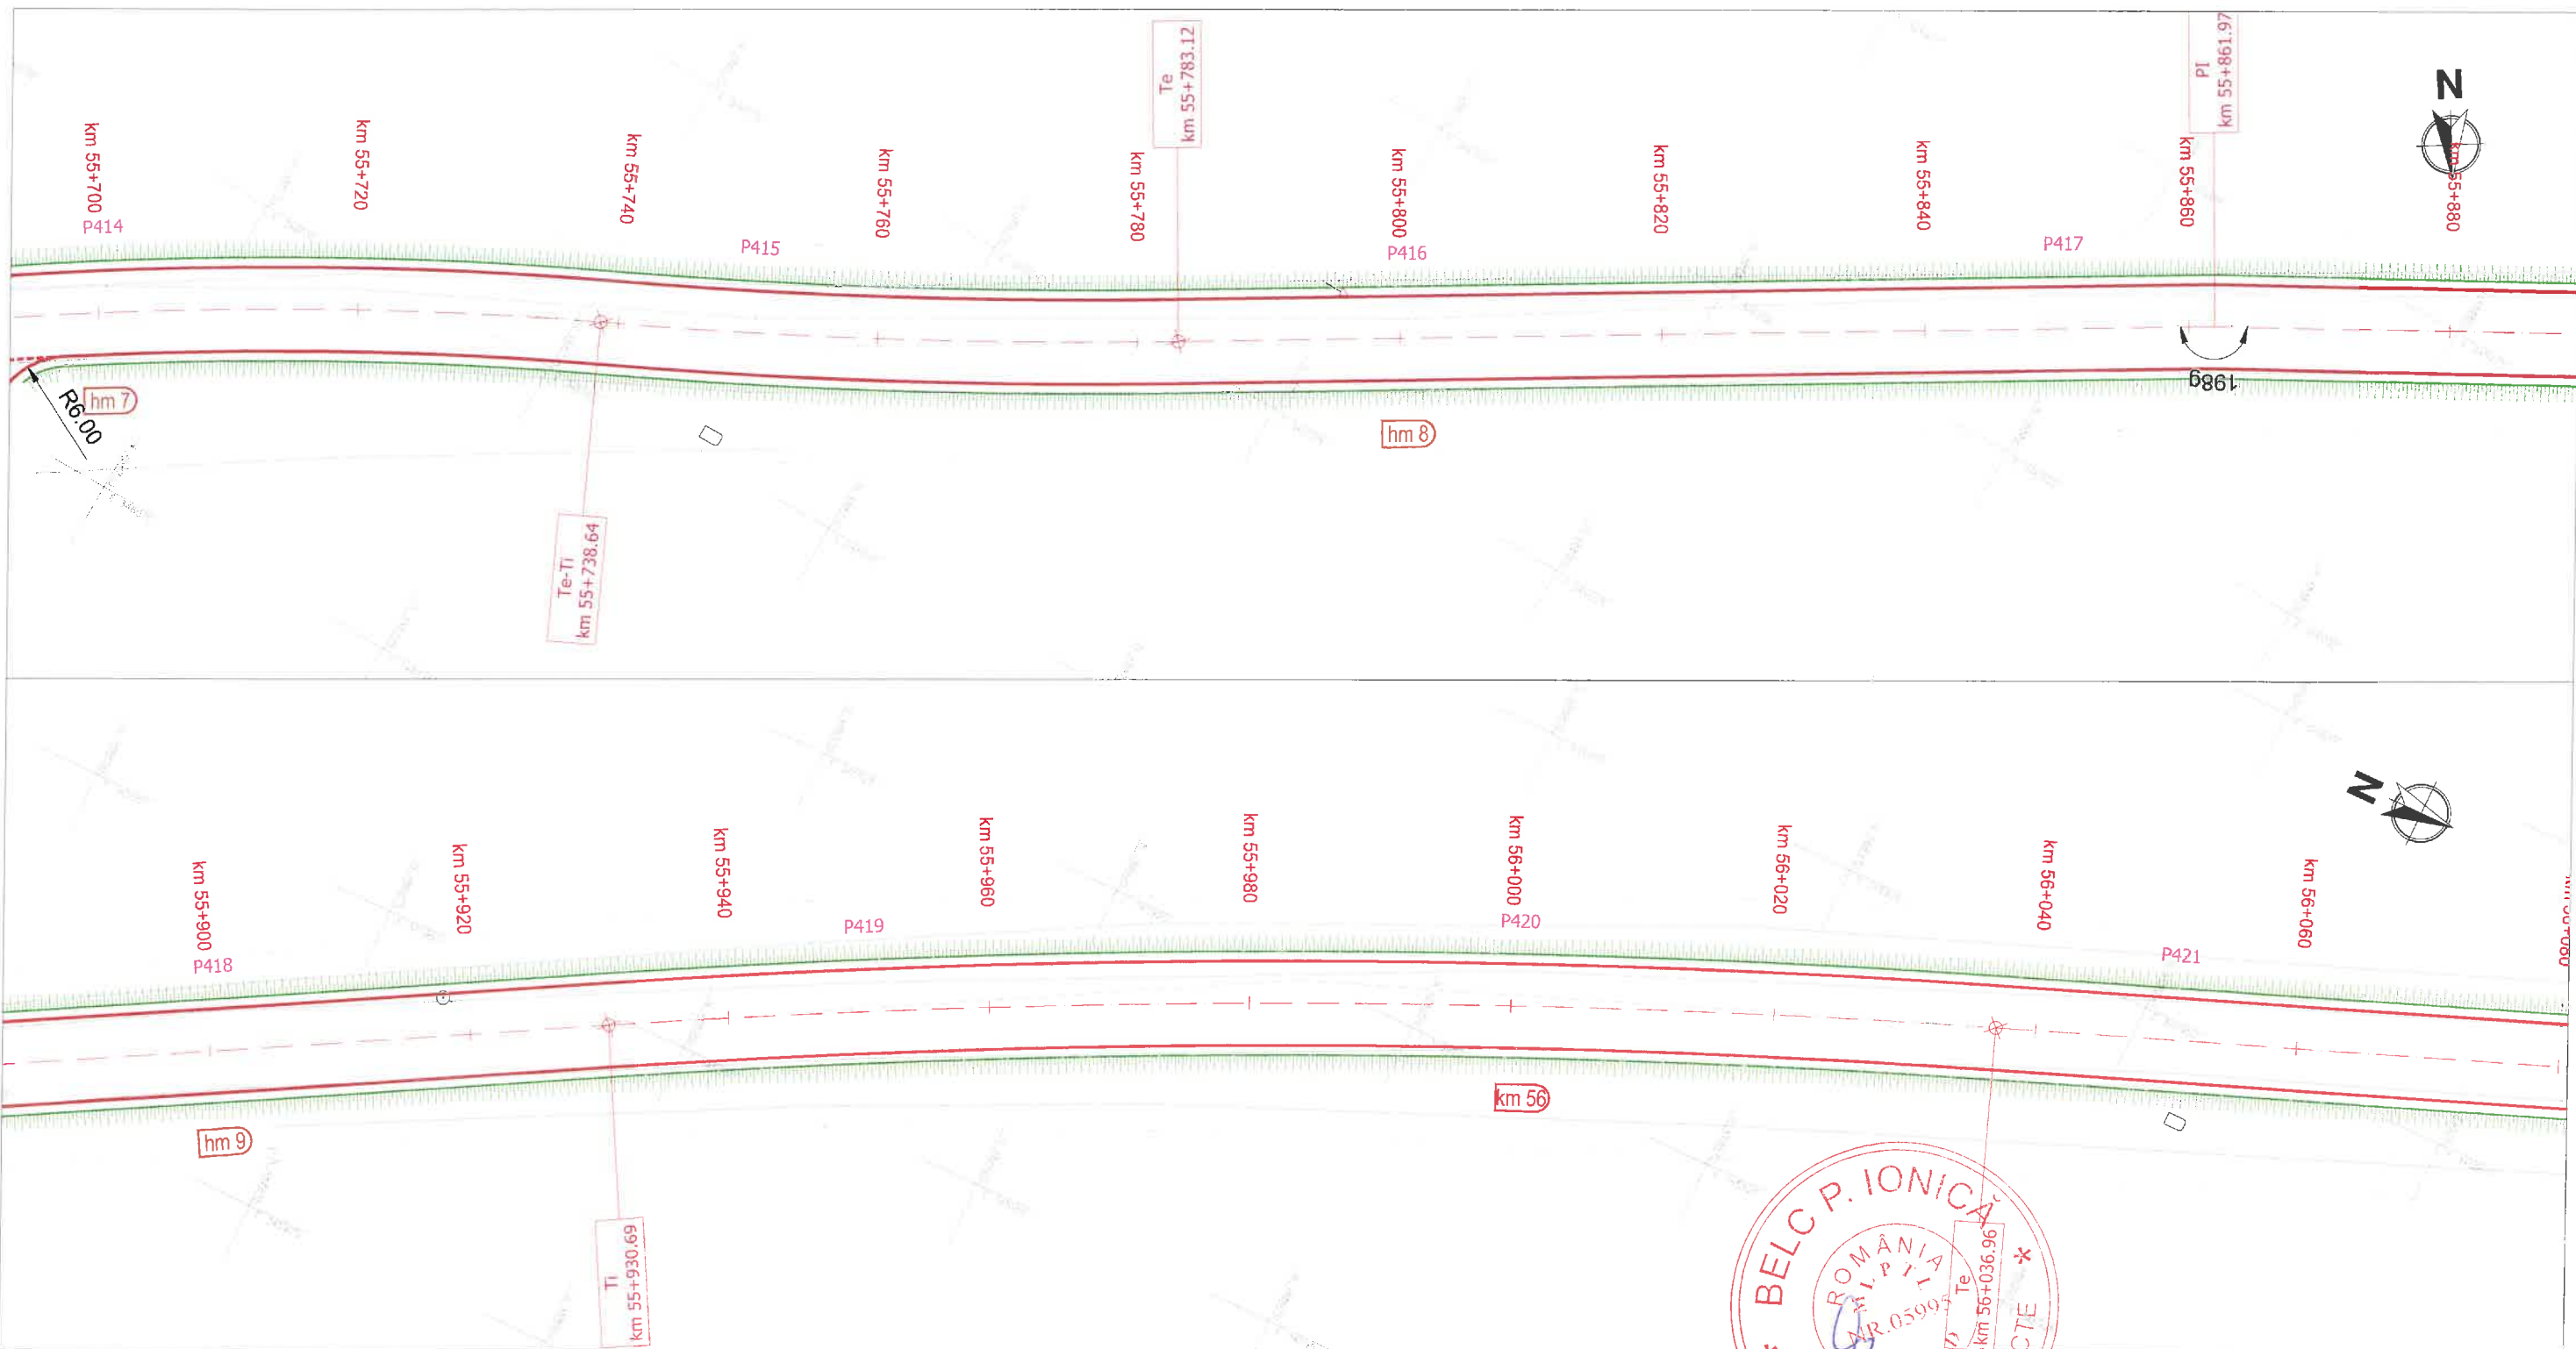 Te
km 55+783.12
PI
km 55+861.97
N
km 55+700
km 55+720
km 55+740
km 55+760
km 55+780
km 55+800
km 55+820
km 55+840
km 55+860
km 55+880
P414
P415
P416
P417
198g
hm 7
R6.00
hm 8
Te-Ti
km 55+738.64
N
km 55+900
km 55+920
km 55+940
km 55+960
km 55+980
km 56+000
km 56+020
km 56+040
km 56+060
P418
P419
P420
P421
hm 9
km 56
Ti
km 55+930.69
Te
km 56+036.96
* BELC P. IONICĂ *
ROMÂNIA
NR.05995